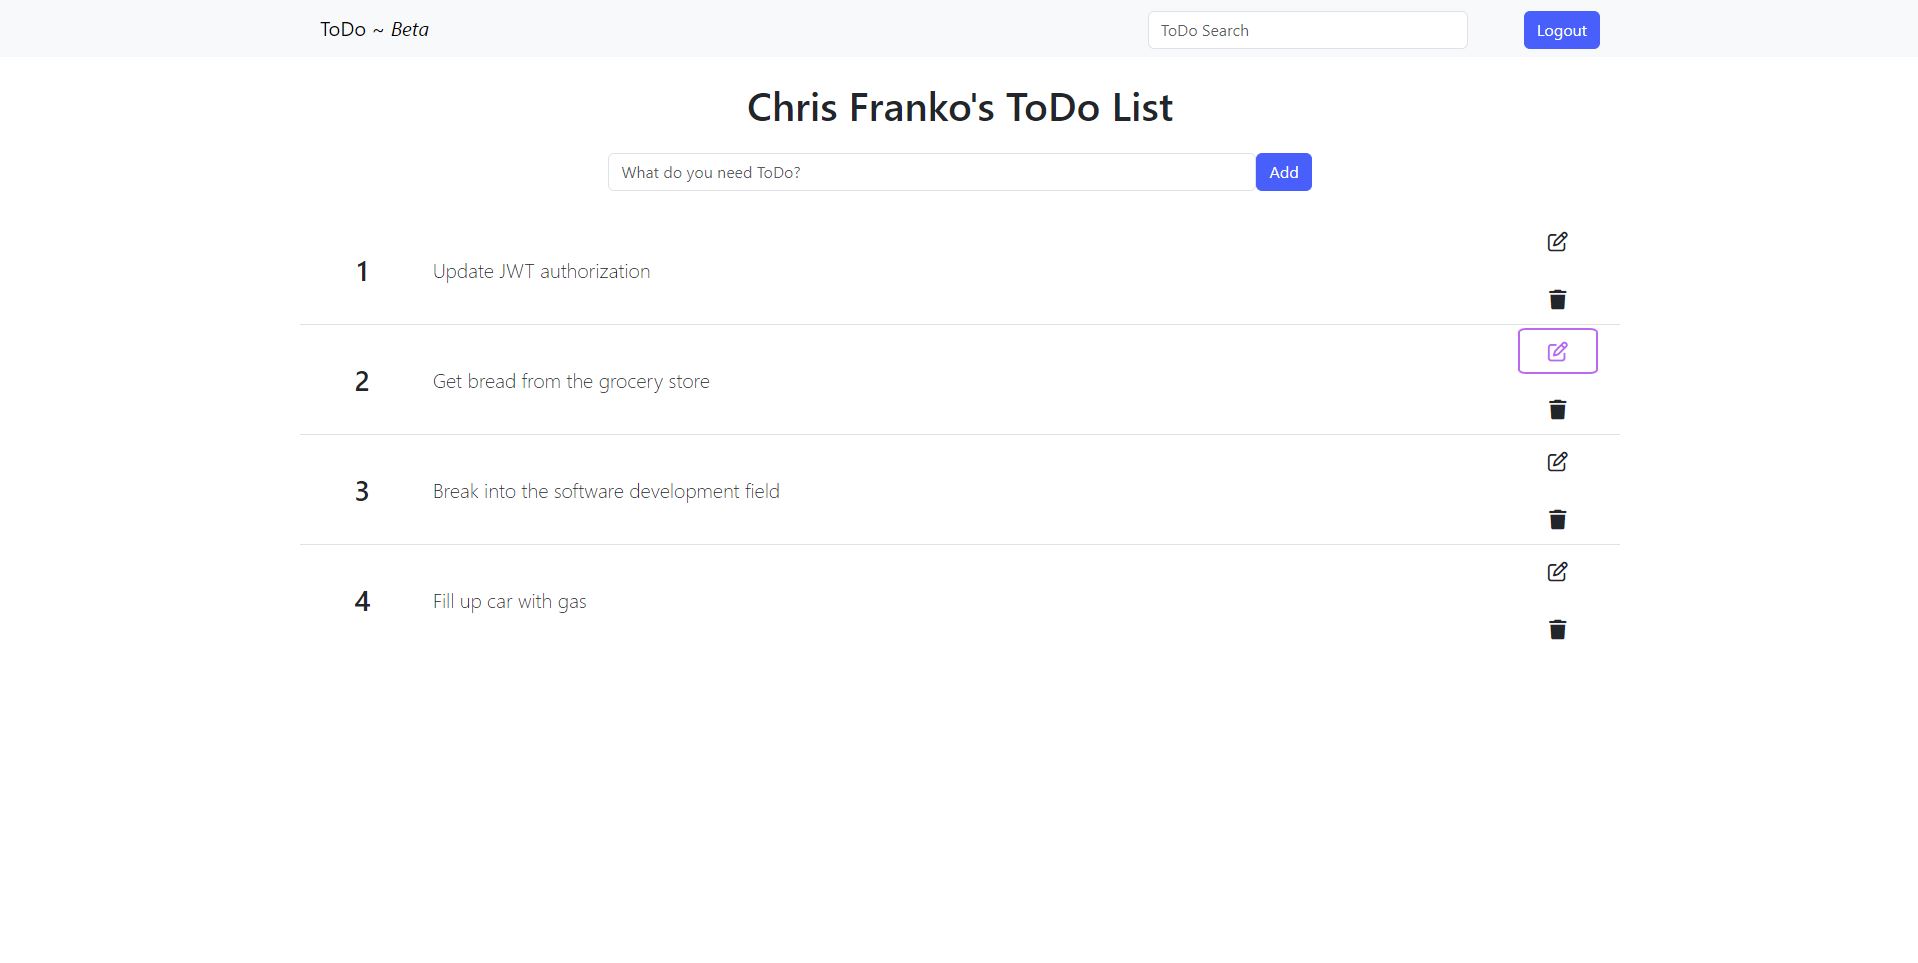 ToDo ~ Beta
ToDo Search
Logout
Chris Franko's ToDo List
What do you need ToDo?
Add
1
Update JWT authorization
2
Get bread from the grocery store
3
Break into the software development field
4
Fill up car with gas